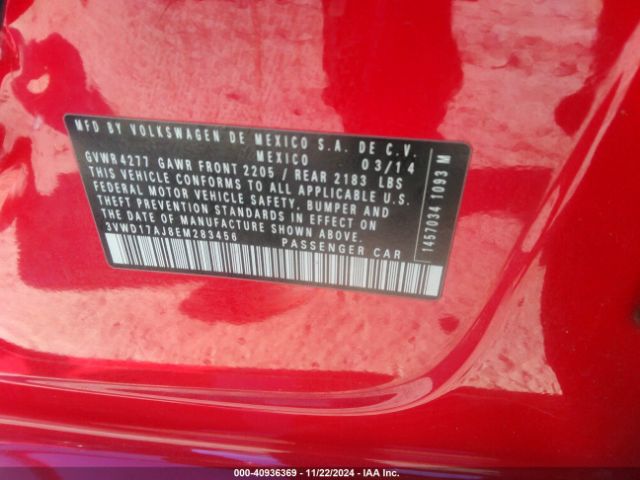 MFD BY VOLKSWAGEN DE MEXICO S.A. DE C.V.
MEXICO 03/14
GVWR 4277 GAWR FRONT 2205 / REAR 2183 LBS
THIS VEHICLE CONFORMS TO ALL APPLICABLE U.S.
FEDERAL MOTOR VEHICLE SAFETY, BUMPER AND
THEFT PREVENTION STANDARDS IN EFFECT ON
THE DATE OF MANUFACTURE SHOWN ABOVE.
3VWD17AJ8EM283456 PASSENGER CAR
1457034 1093 M
000-40936369 - 11/22/2024 - IAA Inc.